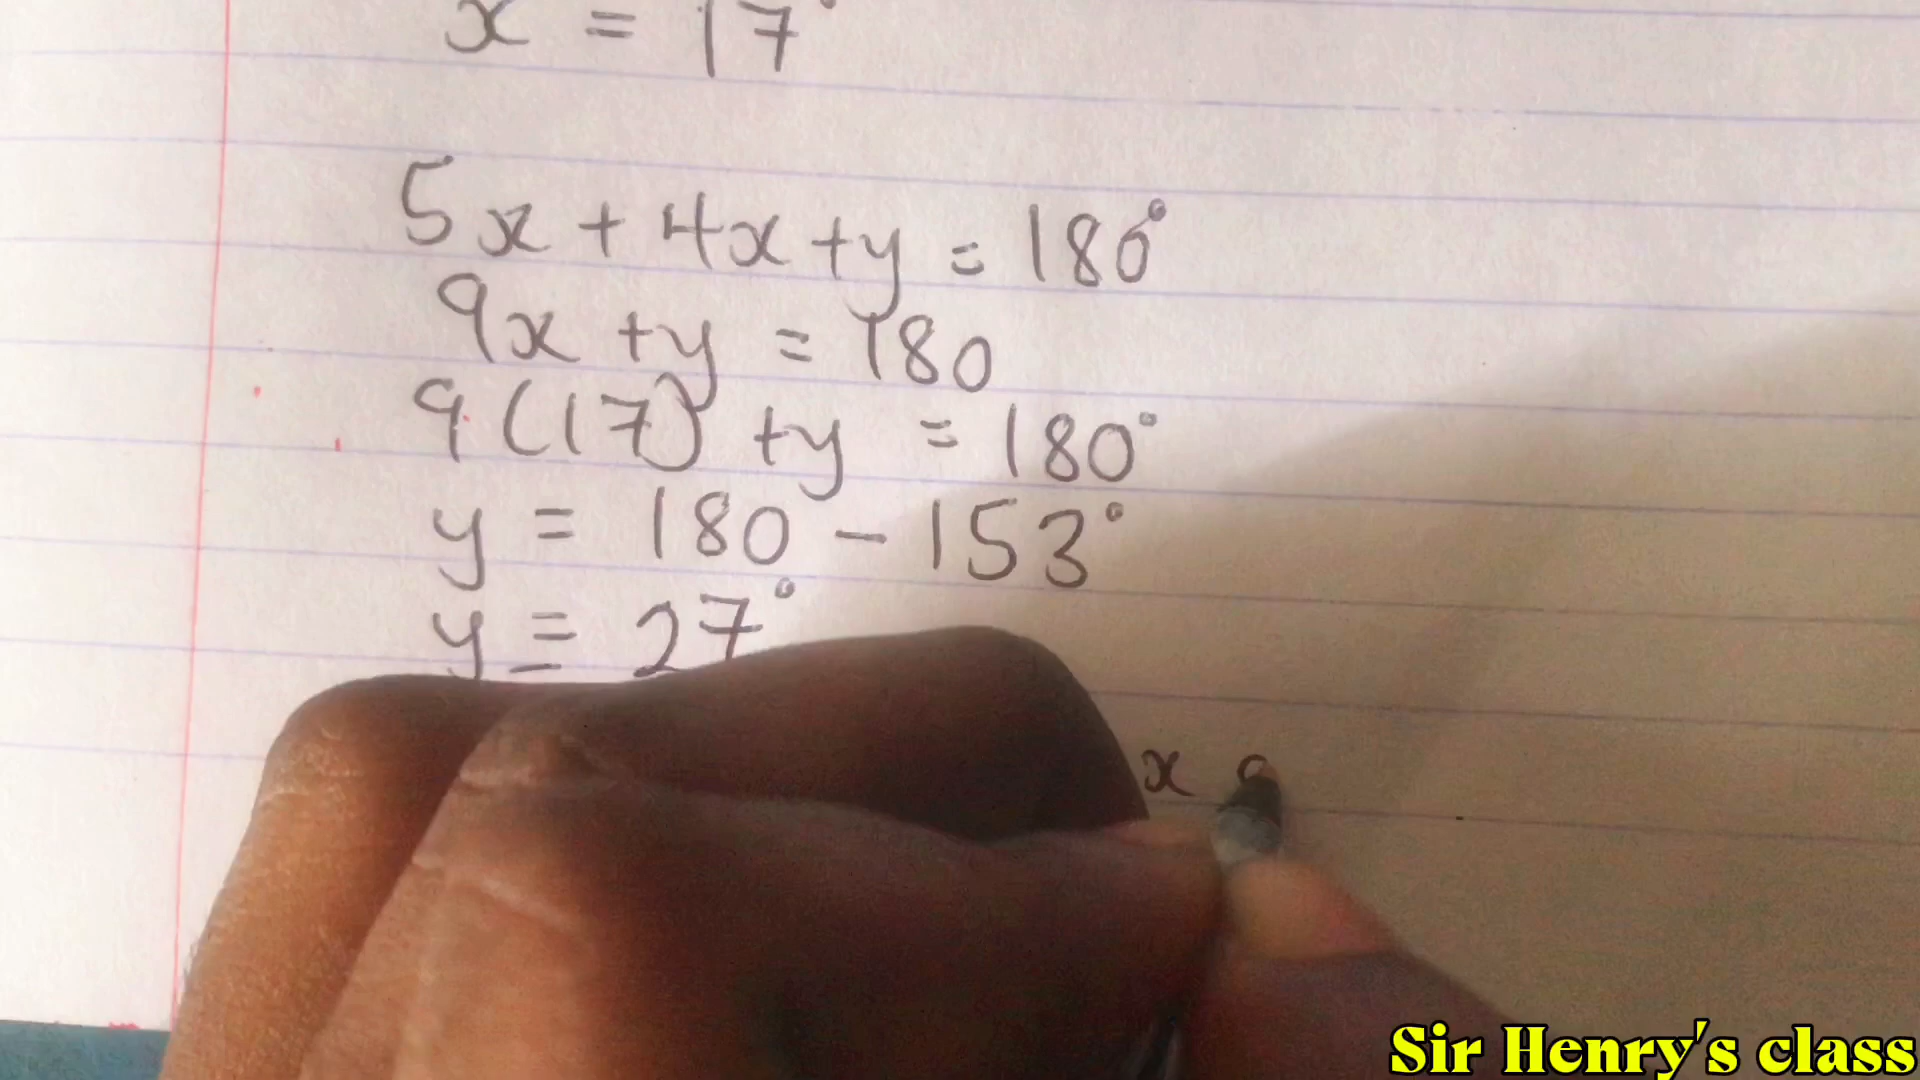 x = 17°
5x + 4x + y = 180°
9x + y = 180
9(17) + y = 180°
y = 180 - 153°
y = 27°
x
Sir Henry's class